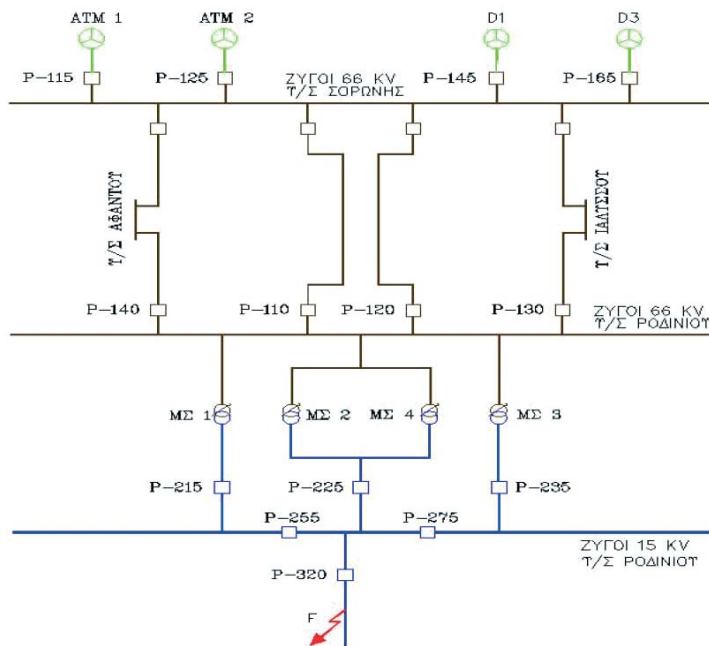 ΑΤΜ 1
ΑΤΜ 2
D1
D3
P-115
P-125
ΖΥΓΟΙ 66 KV
Υ/Σ ΣΟΡΩΝΗΣ
P-145
P-165
Υ/Σ ΑΦΑΝΤΟΥ
Υ/Σ ΙΑΛΥΣΣΟΥ
P-140
P-110
P-120
P-130
ΖΥΓΟΙ 66 KV
Υ/Σ ΡΟΔΙΝΙΟΥ
ΜΣ 1
ΜΣ 2
ΜΣ 4
ΜΣ 3
P-215
P-225
P-235
P-255
P-275
ΖΥΓΟΙ 15 KV
Υ/Σ ΡΟΔΙΝΙΟΥ
P-320
F